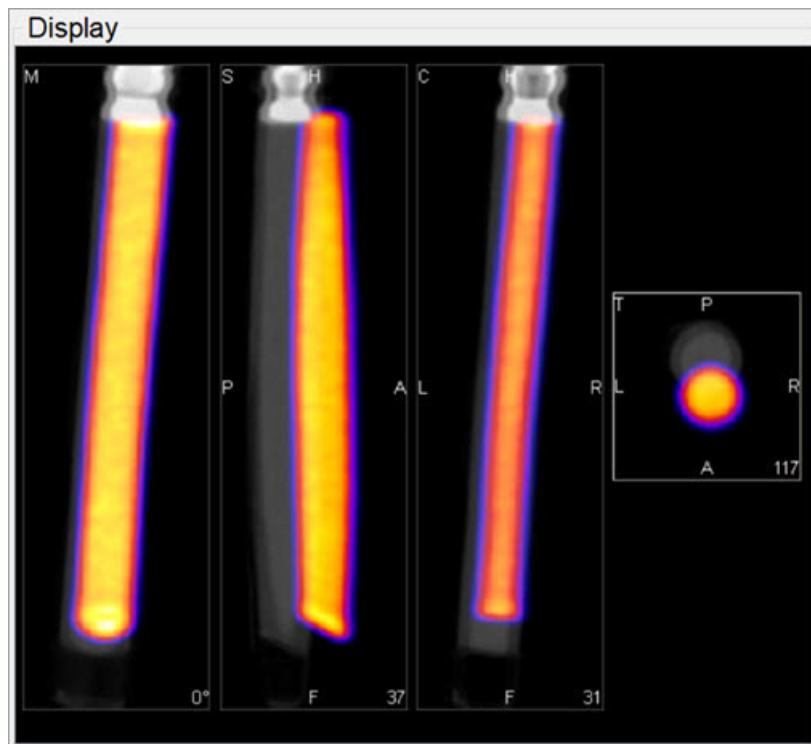 Display
M
S H
C H
T P
P A
L R
L R
A 117
0°
F 37
F 31